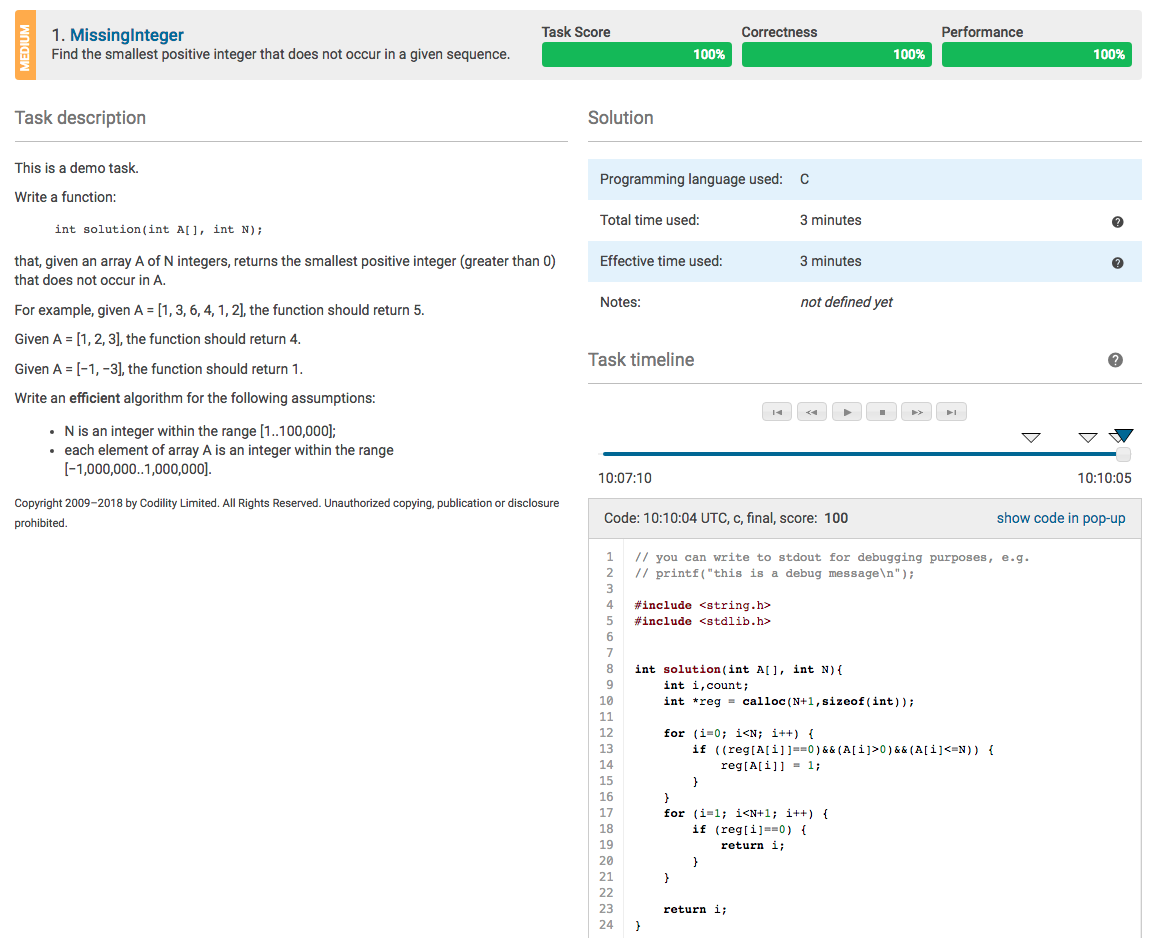 MEDIUM
1. MissingInteger
Find the smallest positive integer that does not occur in a given sequence.
Task Score
100%
Correctness
100%
Performance
100%
Task description
This is a demo task.
Write a function:
int solution(int A[], int N);
that, given an array A of N integers, returns the smallest positive integer (greater than 0)
that does not occur in A.
For example, given A = [1, 3, 6, 4, 1, 2], the function should return 5.
Given A = [1, 2, 3], the function should return 4.
Given A = [−1, −3], the function should return 1.
Write an efficient algorithm for the following assumptions:
• N is an integer within the range [1..100,000];
• each element of array A is an integer within the range
[−1,000,000..1,000,000].
Copyright 2009–2018 by Codility Limited. All Rights Reserved. Unauthorized copying, publication or disclosure
prohibited.
Solution
Programming language used: C
Total time used: 3 minutes ?
Effective time used: 3 minutes ?
Notes: not defined yet
Task timeline ?
10:07:10 10:10:05
Code: 10:10:04 UTC, c, final, score: 100 show code in pop-up
1 // you can write to stdout for debugging purposes, e.g.
2 // printf("this is a debug message\n");
3
4 #include <string.h>
5 #include <stdlib.h>
6
7
8 int solution(int A[], int N){
9     int i,count;
10     int *reg = calloc(N+1,sizeof(int));
11
12     for (i=0; i<N; i++) {
13         if ((reg[A[i]]==0)&&(A[i]>0)&&(A[i]<=N)) {
14             reg[A[i]] = 1;
15         }
16     }
17     for (i=1; i<N+1; i++) {
18         if (reg[i]==0) {
19             return i;
20         }
21     }
22
23     return i;
24 }